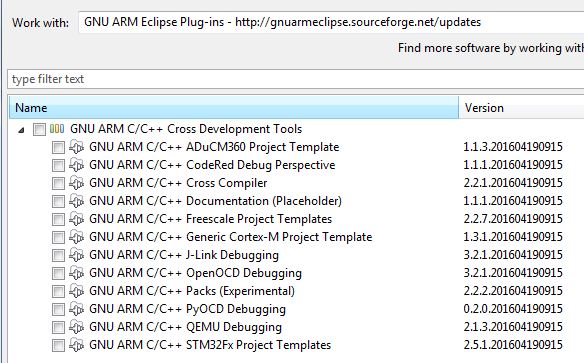 Work with: GNU ARM Eclipse Plug-ins - http://gnuarmeclipse.sourceforge.net/updates
Find more software by working with
type filter text
Name Version
GNU ARM C/C++ Cross Development Tools
GNU ARM C/C++ ADuCM360 Project Template 1.1.3.201604190915
GNU ARM C/C++ CodeRed Debug Perspective 1.1.1.201604190915
GNU ARM C/C++ Cross Compiler 2.2.1.201604190915
GNU ARM C/C++ Documentation (Placeholder) 1.1.1.201604190915
GNU ARM C/C++ Freescale Project Templates 2.2.7.201604190915
GNU ARM C/C++ Generic Cortex-M Project Template 1.3.1.201604190915
GNU ARM C/C++ J-Link Debugging 3.2.1.201604190915
GNU ARM C/C++ OpenOCD Debugging 3.2.1.201604190915
GNU ARM C/C++ Packs (Experimental) 2.2.2.201604190915
GNU ARM C/C++ PyOCD Debugging 0.2.0.201604190915
GNU ARM C/C++ QEMU Debugging 2.1.3.201604190915
GNU ARM C/C++ STM32Fx Project Templates 2.5.1.201604190915